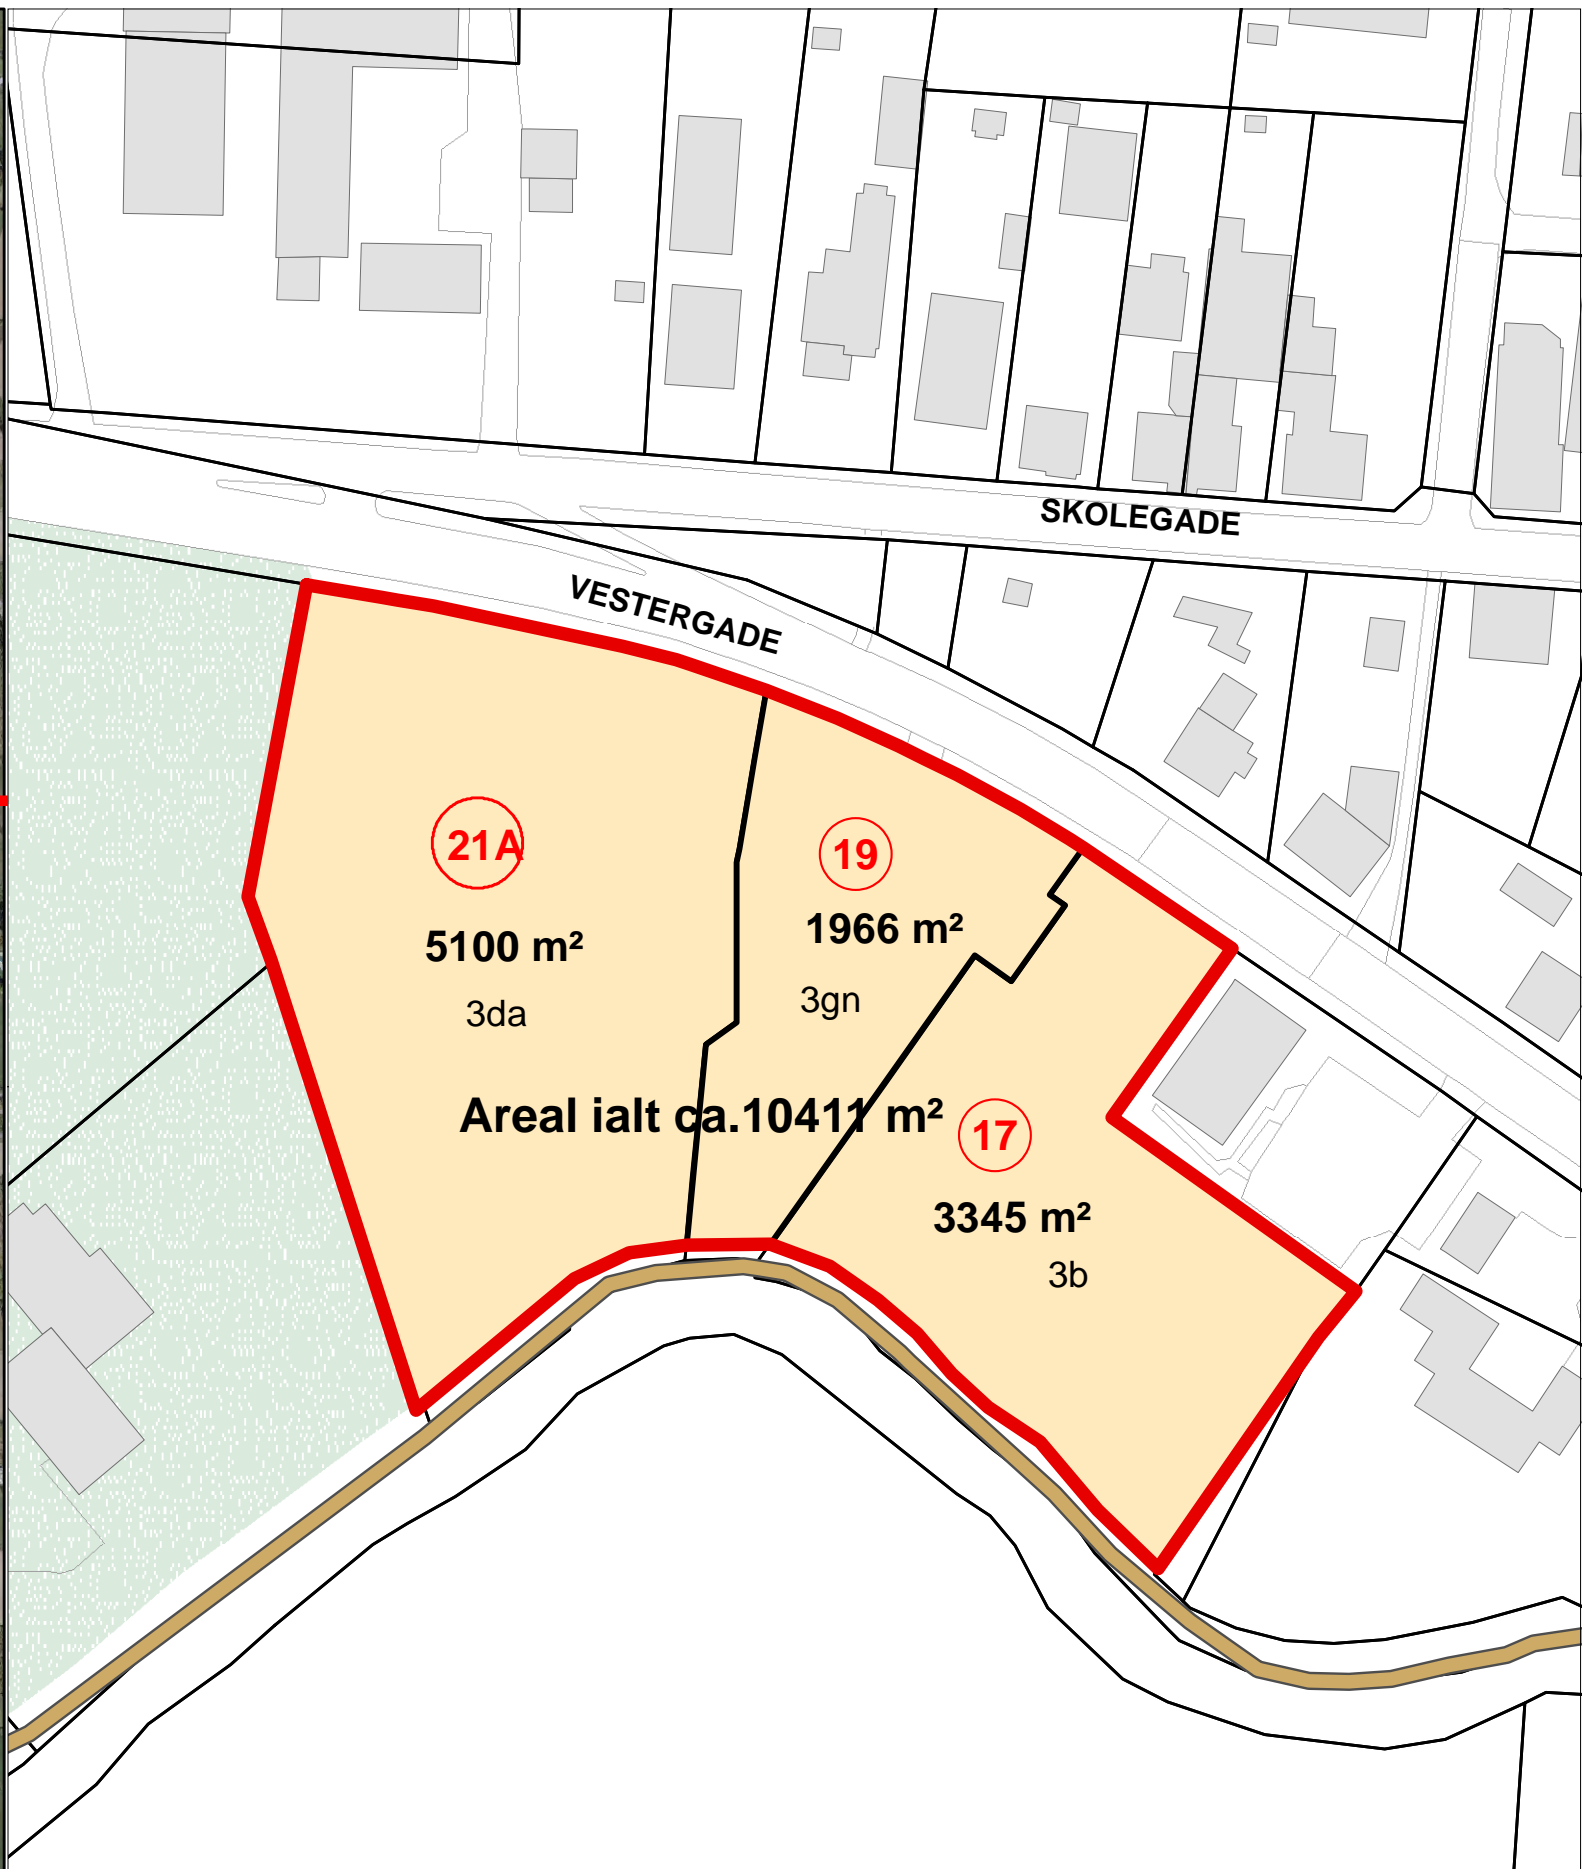 SKOLEGADE
VESTERGADE
21A
5100 m²
3da
19
1966 m²
3gn
Areal ialt ca.10411 m²
17
3345 m²
3b